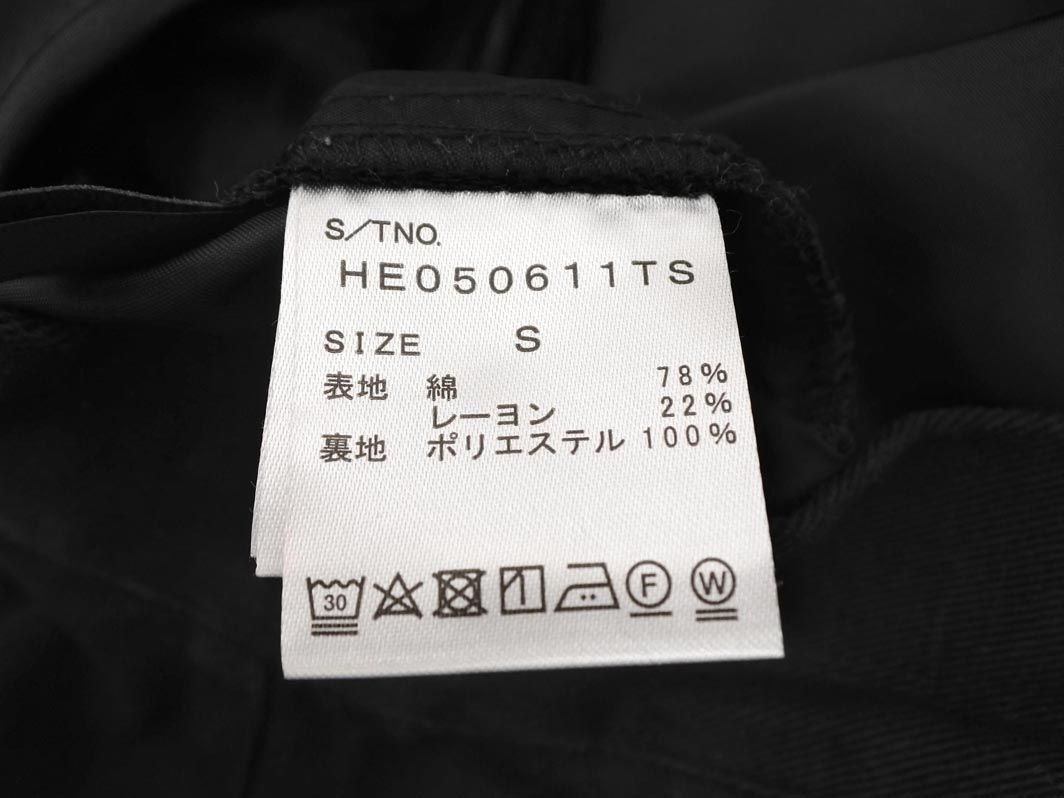 S/TNO.
HE050611TS
SIZE S
表地 綿 78%
レーヨン 22%
裏地 ポリエステル 100%
30 F W